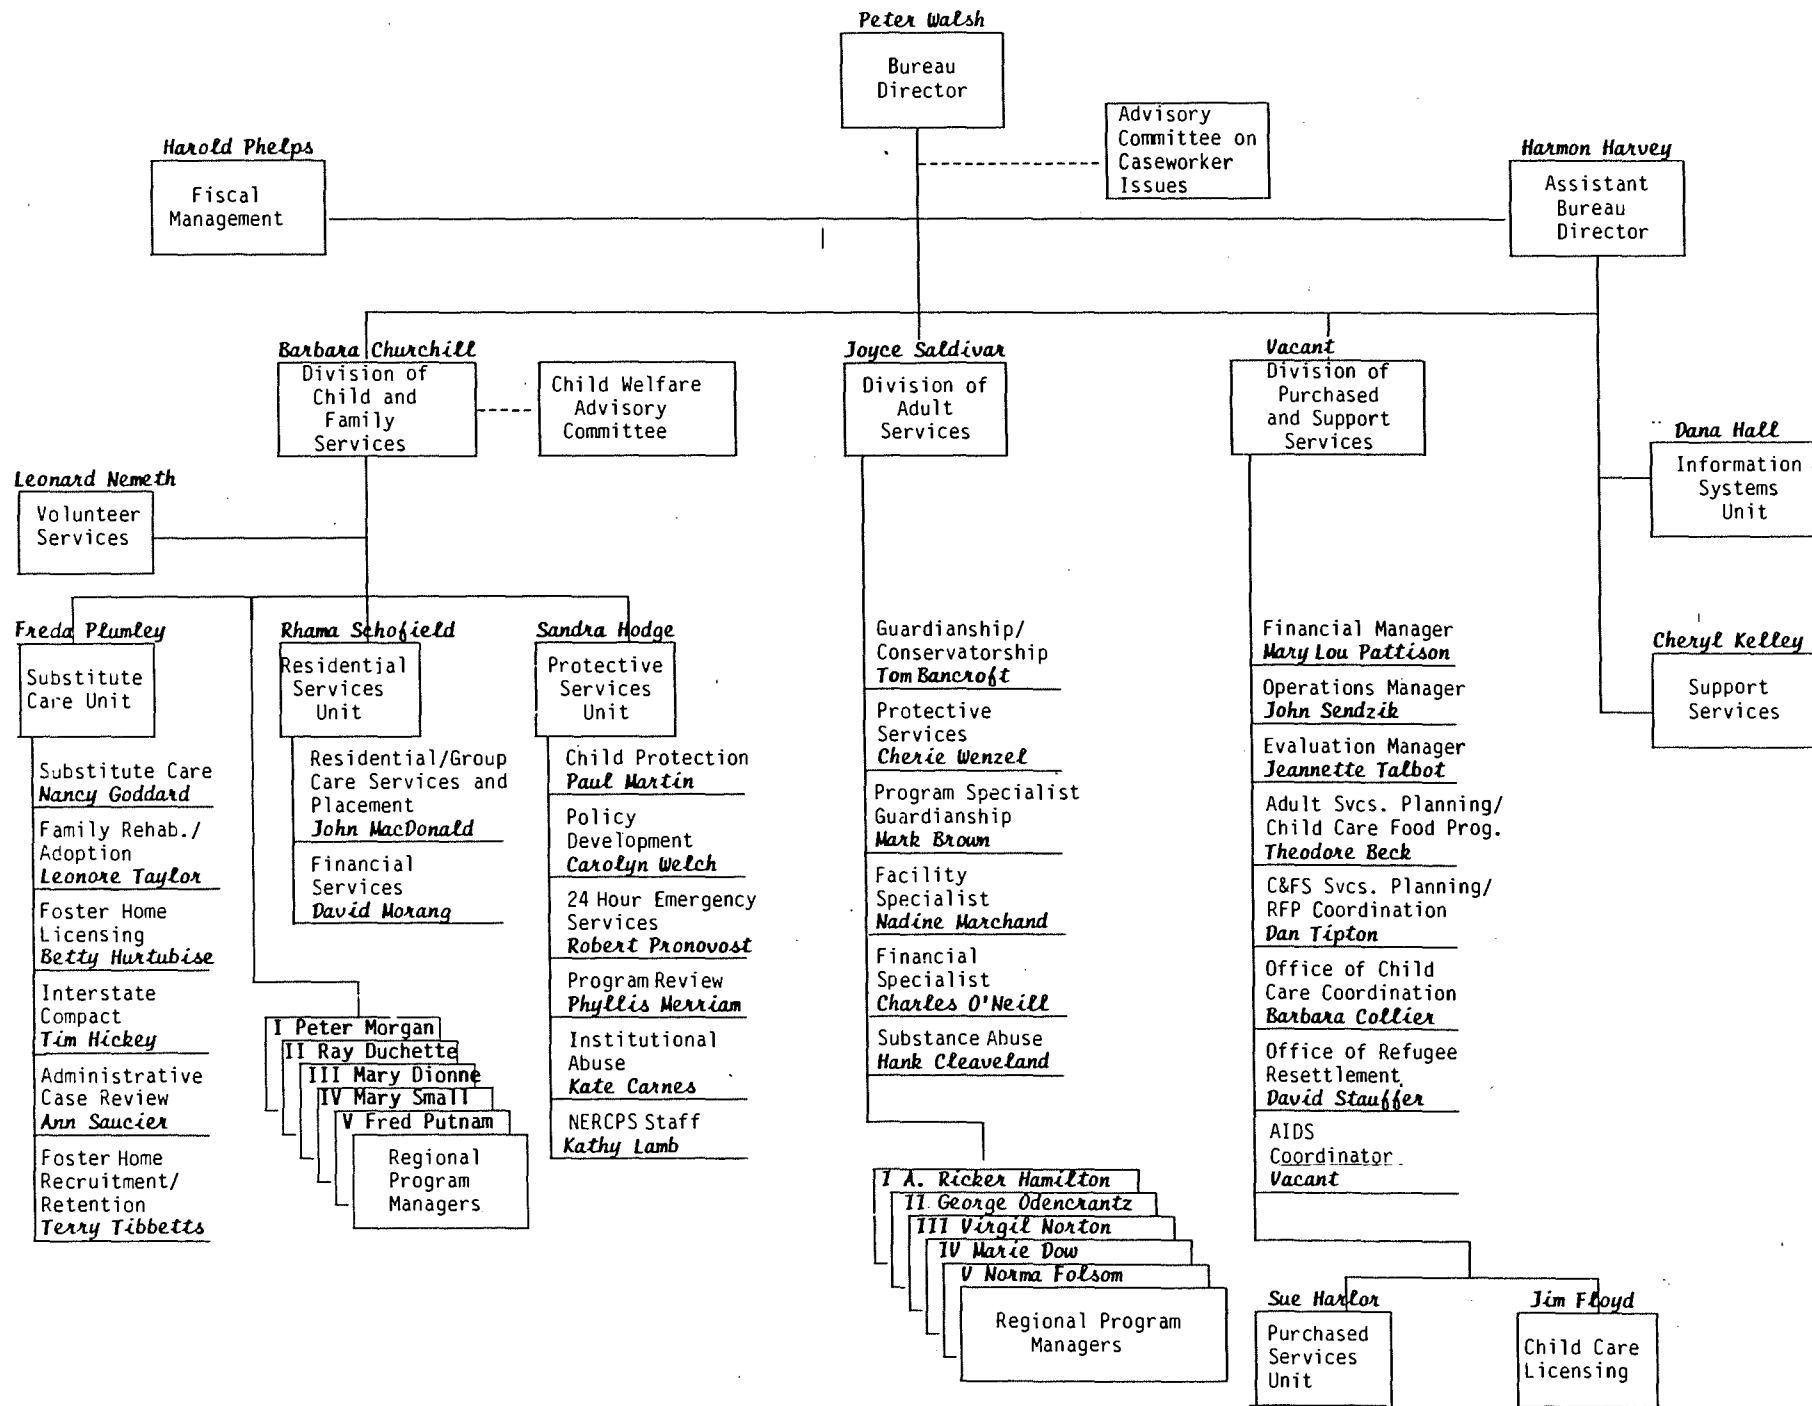 Peter Walsh
Bureau
Director
Advisory
Committee on
Caseworker
Issues
Harold Phelps
Fiscal
Management
Harmon Harvey
Assistant
Bureau
Director
Barbara Churchill
Division of
Child and
Family
Services
Child Welfare
Advisory
Committee
Joyce Saldivar
Division of
Adult
Services
Vacant
Division of
Purchased
and Support
Services
Dana Hall
Information
Systems
Unit
Leonard Nemeth
Volunteer
Services
Cheryl Kelley
Support
Services
Freda Plumley
Substitute
Care Unit
Substitute Care
Nancy Goddard
Family Rehab./
Adoption
Leonore Taylor
Foster Home
Licensing
Betty Hurtubise
Interstate
Compact
Tim Hickey
Administrative
Case Review
Ann Saucier
Foster Home
Recruitment/
Retention
Terry Tibbetts
Rhama Schofield
Residential
Services
Unit
Residential/Group
Care Services and
Placement
John MacDonald
Financial
Services
David Morang
I Peter Morgan
II Ray Duchette
III Mary Dionne
IV Mary Small
V Fred Putnam
Regional
Program
Managers
Sandra Hodge
Protective
Services
Unit
Child Protection
Paul Martin
Policy
Development
Carolyn Welch
24 Hour Emergency
Services
Robert Pronovost
Program Review
Phyllis Merriam
Institutional
Abuse
Kate Carnes
NERCPS Staff
Kathy Lamb
Guardianship/
Conservatorship
Tom Bancroft
Protective
Services
Cherie Wenzel
Program Specialist
Guardianship
Mark Brown
Facility
Specialist
Nadine Marchand
Financial
Specialist
Charles O'Neill
Substance Abuse
Hank Cleaveland
I A. Ricker Hamilton
II George Odencrantz
III Virgil Norton
IV Marie Dow
V Norma Folsom
Regional Program
Managers
Financial Manager
Mary Lou Pattison
Operations Manager
John Sendzik
Evaluation Manager
Jeannette Talbot
Adult Svcs. Planning/
Child Care Food Prog.
Theodore Beck
C&FS Svcs. Planning/
RFP Coordination
Dan Tipton
Office of Child
Care Coordination
Barbara Collier
Office of Refugee
Resettlement
David Stauffer
AIDS
Coordinator
Vacant
Sue Harlor
Purchased
Services
Unit
Jim Floyd
Child Care
Licensing